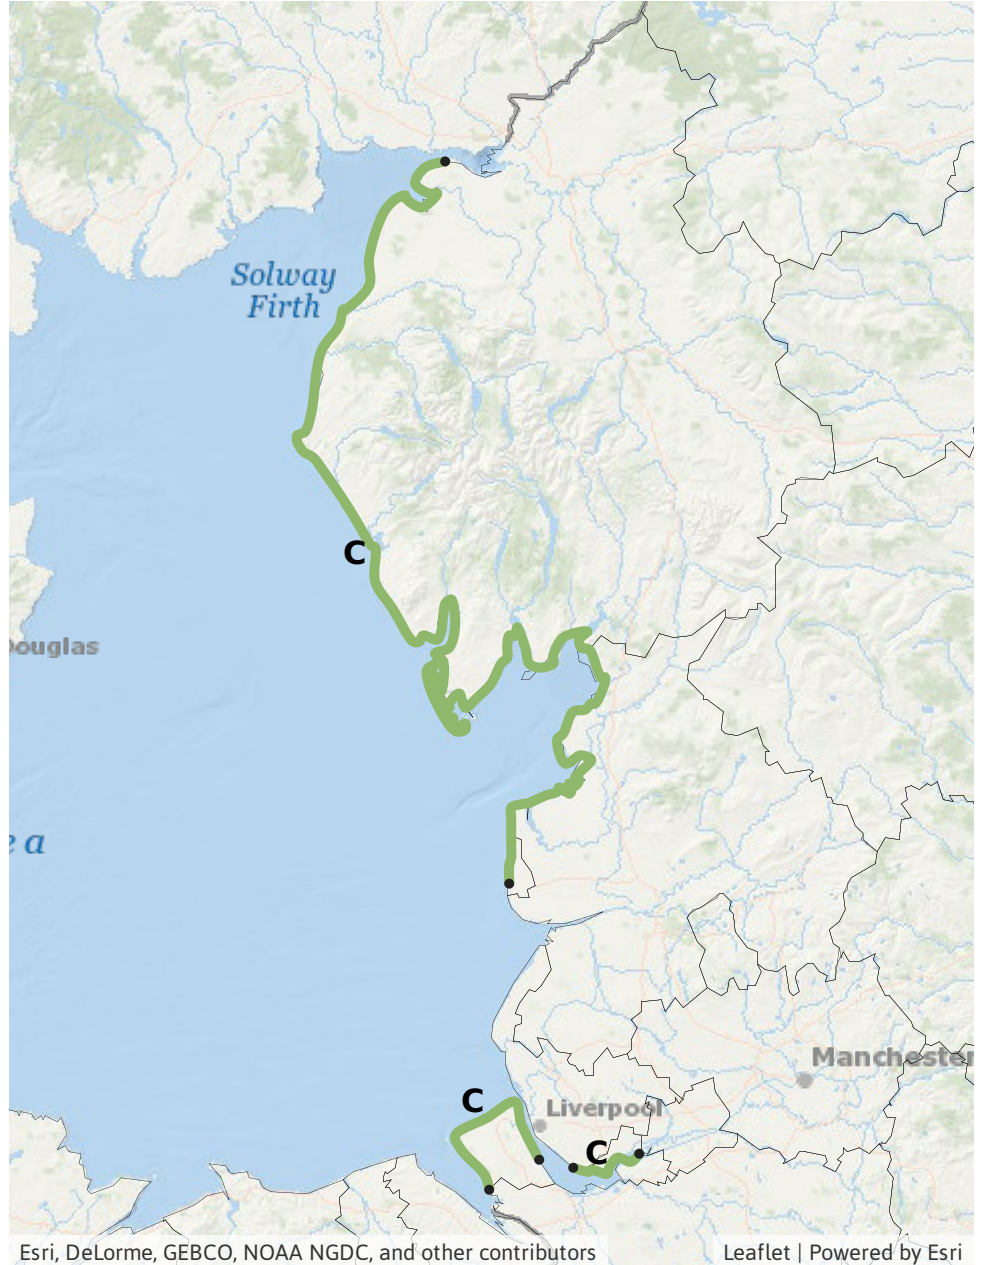 Solway
Firth
C
Douglas
e a
Manchester
C
Liverpool
C
Esri, DeLorme, GEBCO, NOAA NGDC, and other contributors
Leaflet | Powered by Esri